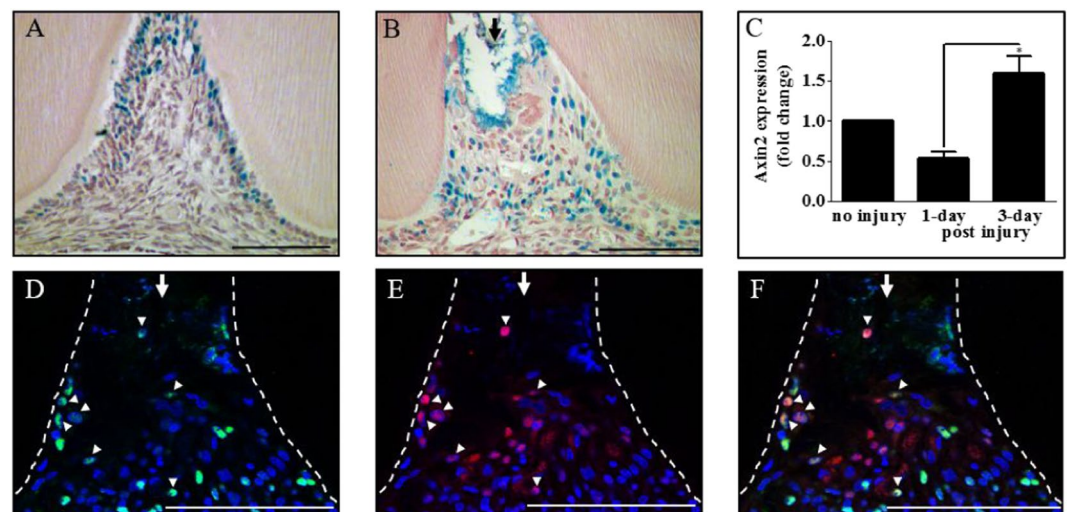 A
B
C
Axin2 expression
(fold change)
2.0
1.5
1.0
0.5
0.0
*
no injury 1-day 3-day
post injury
D
E
F